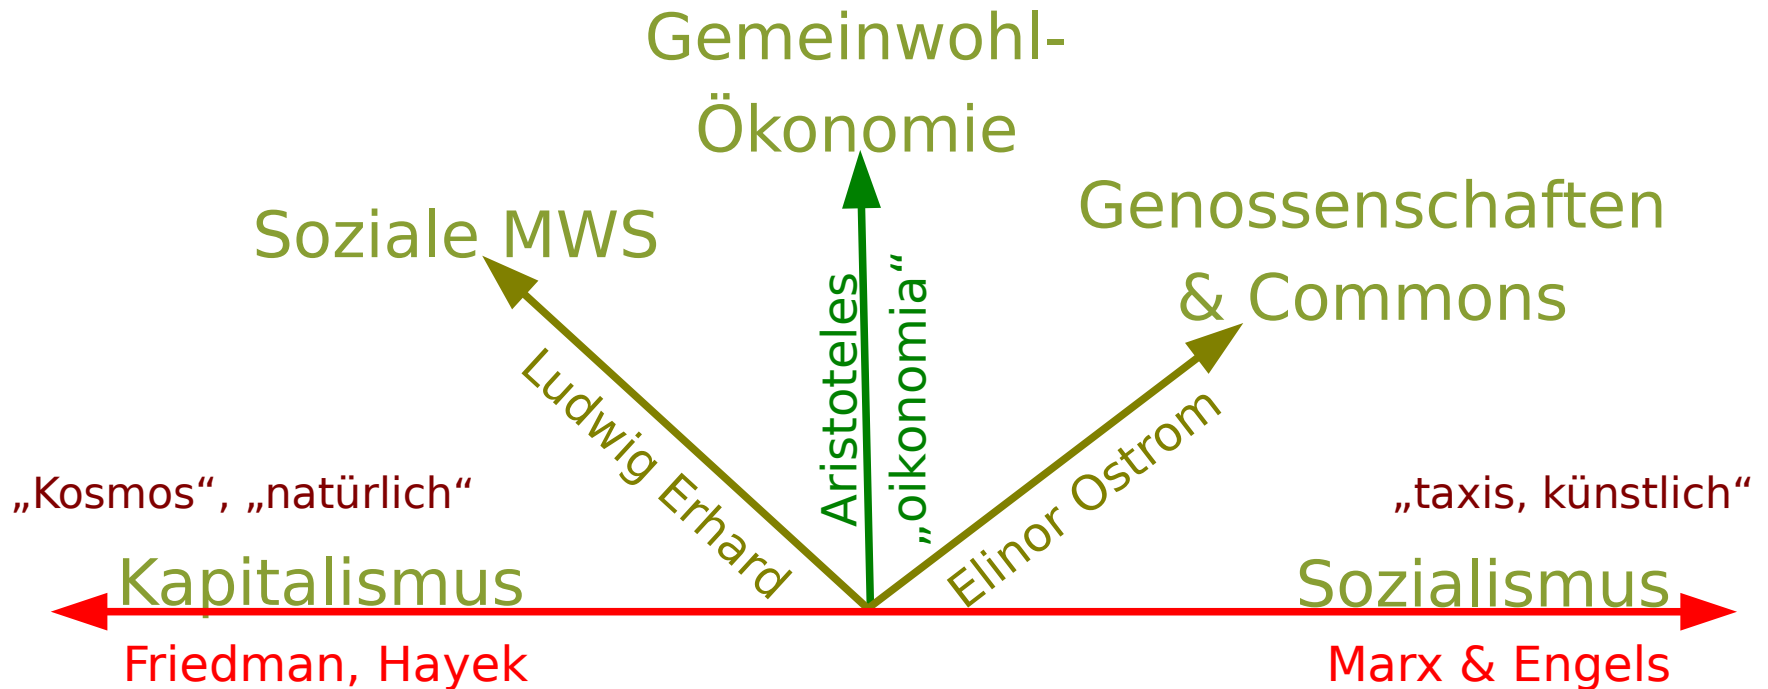 Gemeinwohl-
Ökonomie
Soziale MWS
Genossenschaften
& Commons
Ludwig Erhard
Aristoteles
„oikonomia“
Elinor Ostrom
„Kosmos“, „natürlich“
„taxis, künstlich“
Kapitalismus
Sozialismus
Friedman, Hayek
Marx & Engels